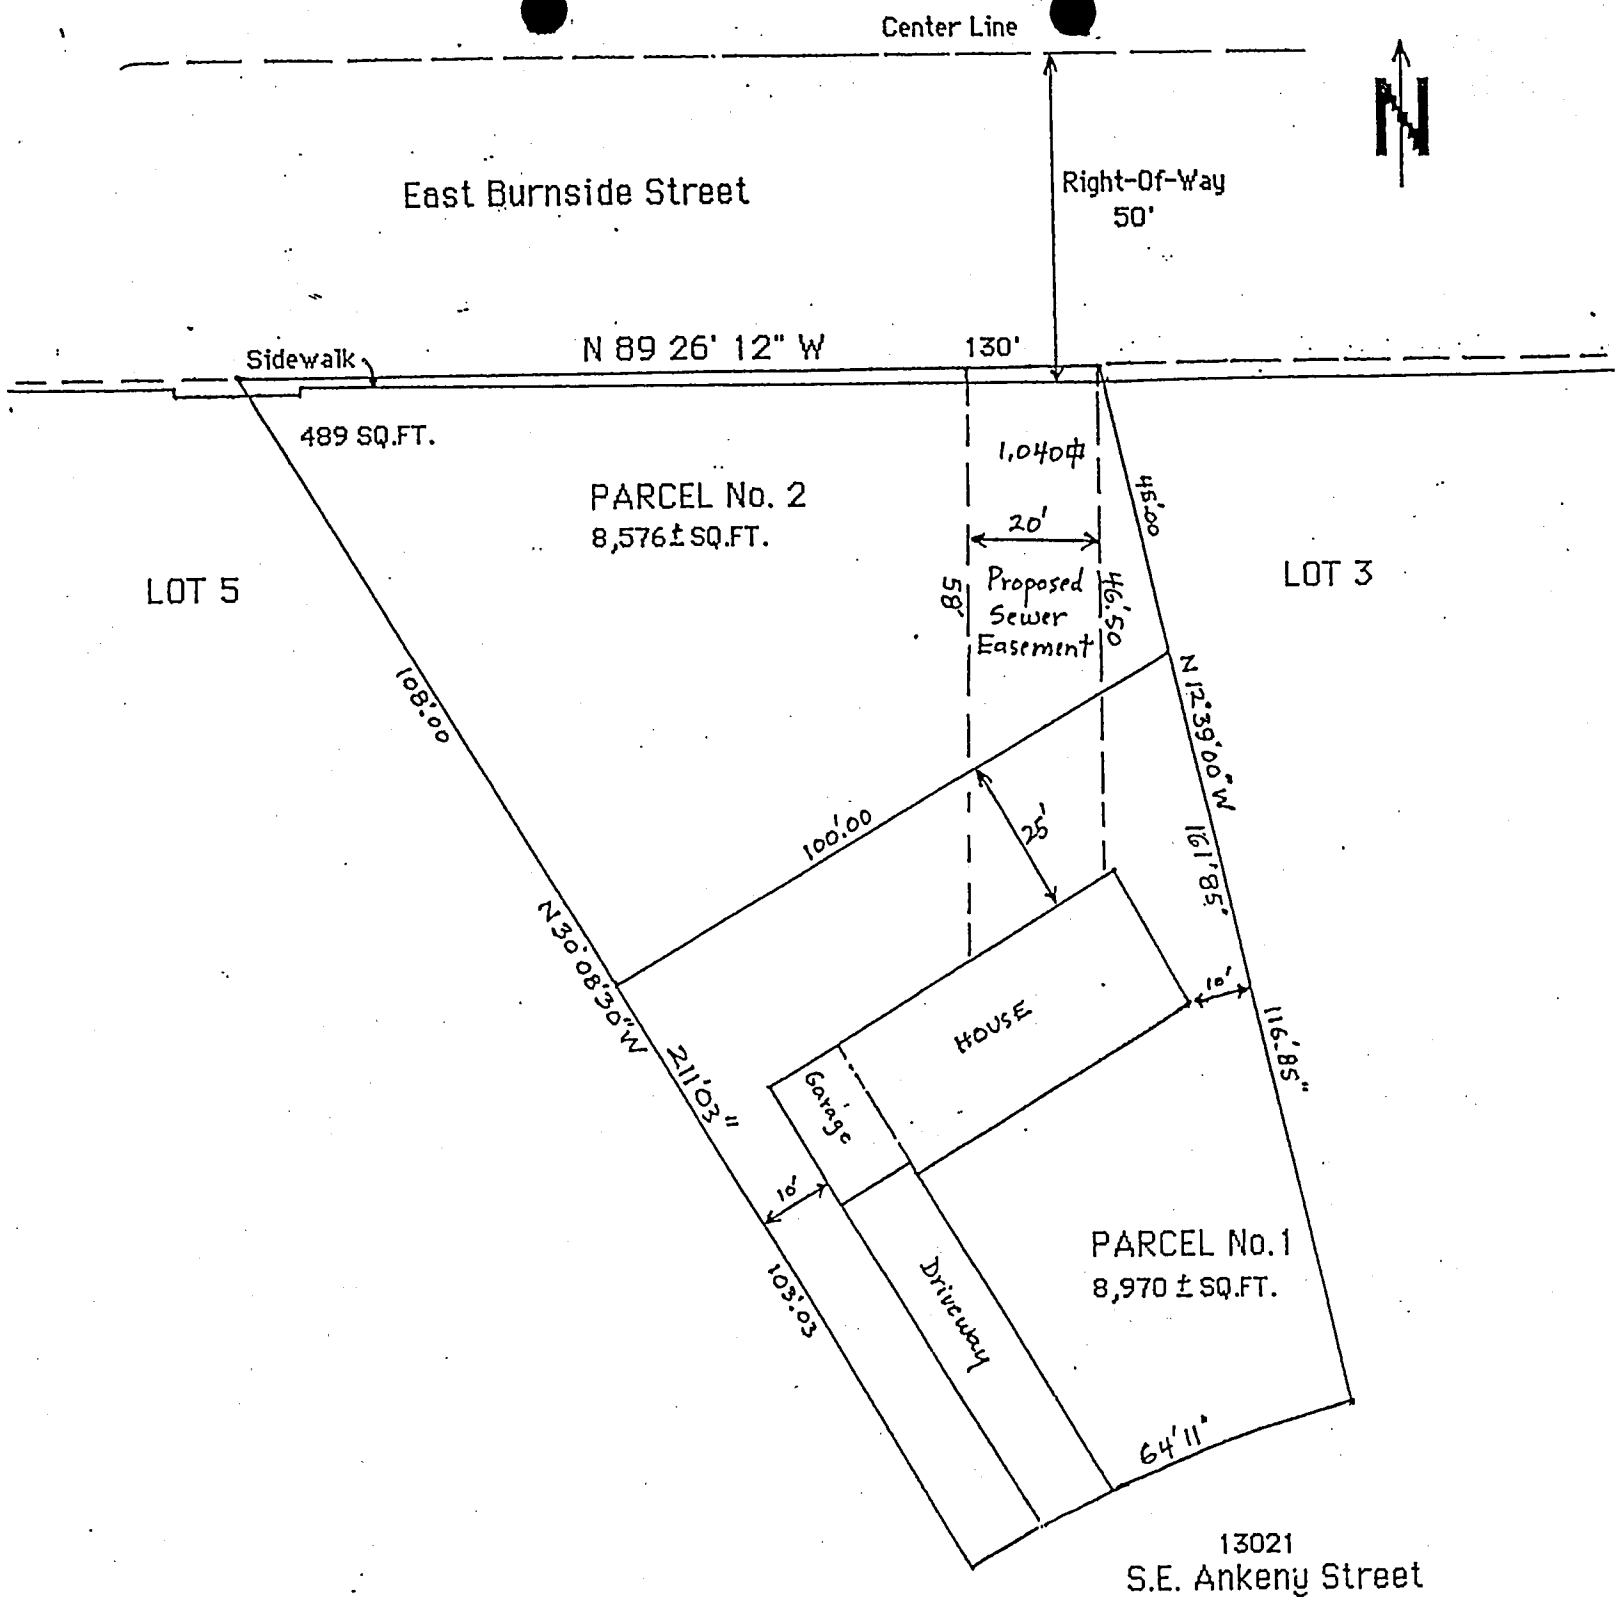 Center Line
N
East Burnside Street
Right-Of-Way
50'
Sidewalk
N 89 26' 12" W
130'
489 SQ.FT.
1,040⌗
45'.00
PARCEL No. 2
8,576± SQ.FT.
20'
LOT 5
LOT 3
58'
Proposed
Sewer
Easement
46'.50
108'.00
N 12°39'00"W
161'85"
100'.00
25'
N30°08'30"W
211'03"
HOUSE
10'
116'.85"
Garage
10'
103'.03
Driveway
PARCEL No. 1
8,970 ± SQ.FT.
64'11"
13021
S.E. Ankeny Street